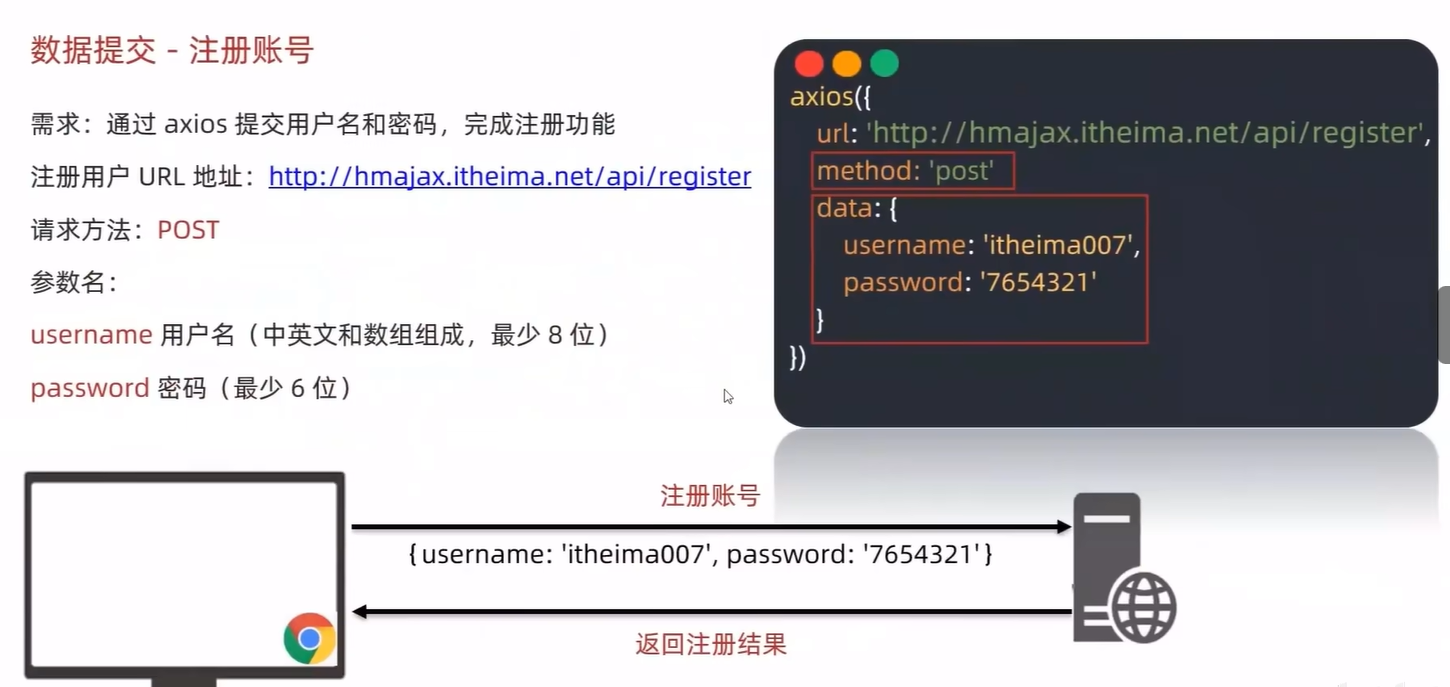 数据提交 - 注册账号
需求：通过 axios 提交用户名和密码，完成注册功能
注册用户 URL 地址：http://hmajax.itheima.net/api/register
请求方法：POST
参数名：
username 用户名（中英文和数组组成，最少 8 位）
password 密码（最少 6 位）
axios({
url: 'http://hmajax.itheima.net/api/register',
method: 'post'
data: {
username: 'itheima007',
password: '7654321'
}
})
注册账号
{username: 'itheima007', password: '7654321'}
返回注册结果